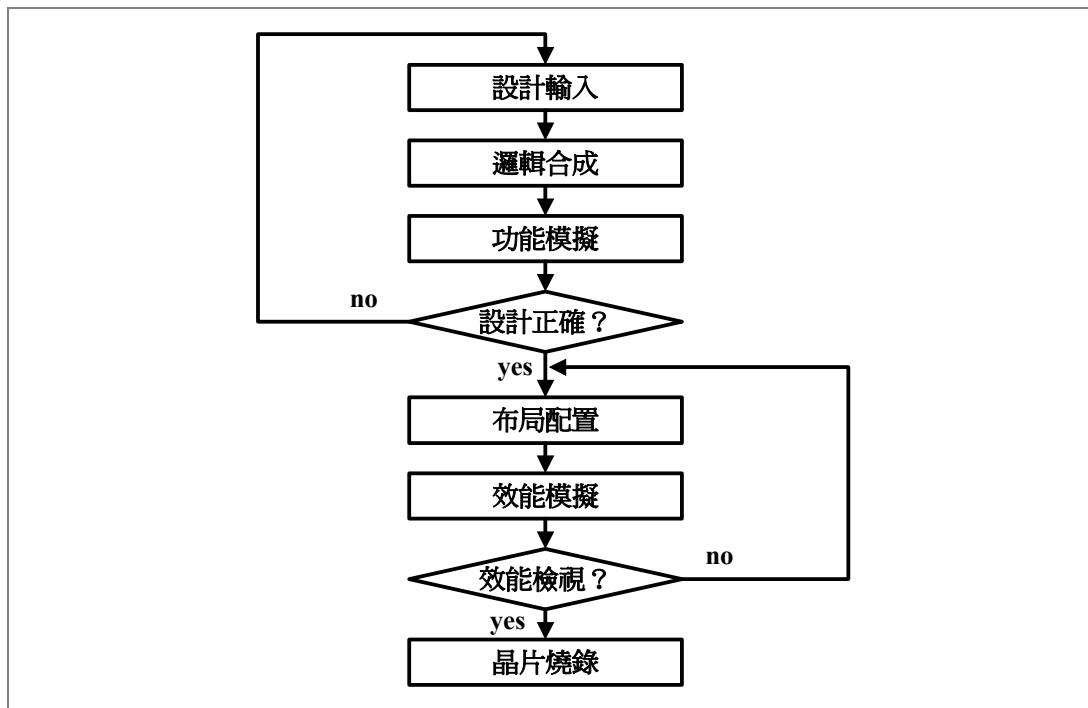 設計輸入
邏輯合成
功能模擬
no
設計正確？
yes
布局配置
效能模擬
no
效能檢視？
yes
晶片燒錄